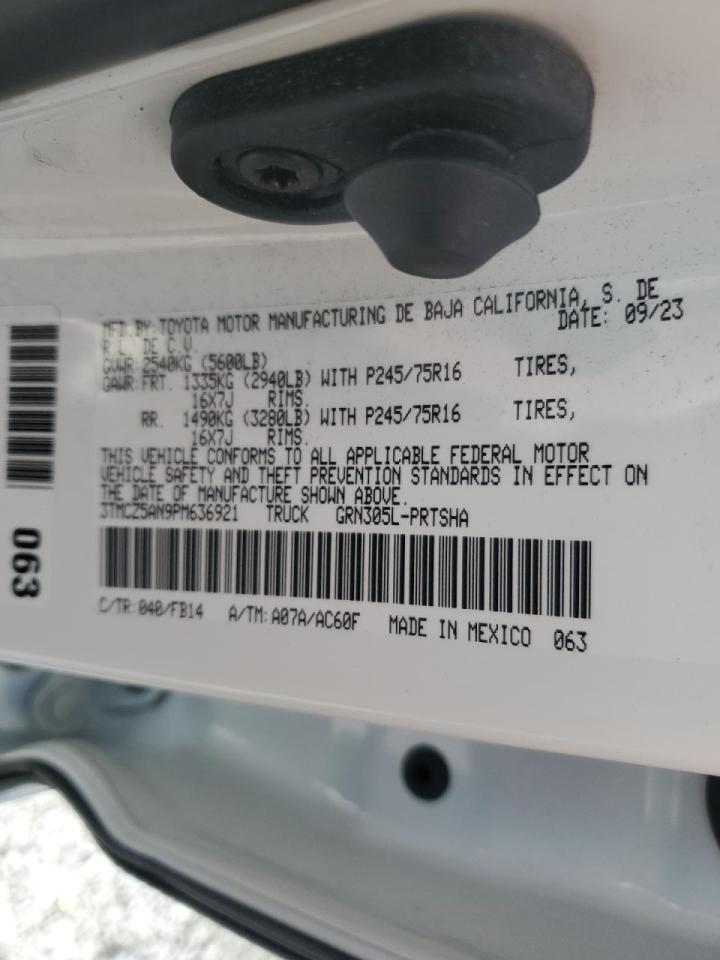 MFD BY:TOYOTA MOTOR MANUFACTURING DE BAJA CALIFORNIA, S. DE
R.L. DE C.V. DATE: 09/23
GVWR:2540KG (5600LB)
GAWR:FRT. 1335KG (2940LB) WITH P245/75R16 TIRES,
16X7J RIMS.
RR. 1490KG (3280LB) WITH P245/75R16 TIRES,
16X7J RIMS.
THIS VEHICLE CONFORMS TO ALL APPLICABLE FEDERAL MOTOR
VEHICLE SAFETY AND THEFT PREVENTION STANDARDS IN EFFECT ON
THE DATE OF MANUFACTURE SHOWN ABOVE.
3TMCZ5AN9PM636921 TRUCK GRN305L-PRTSHA
C/TR:040/FB14 A/TM:A07A/AC60F MADE IN MEXICO 063
063